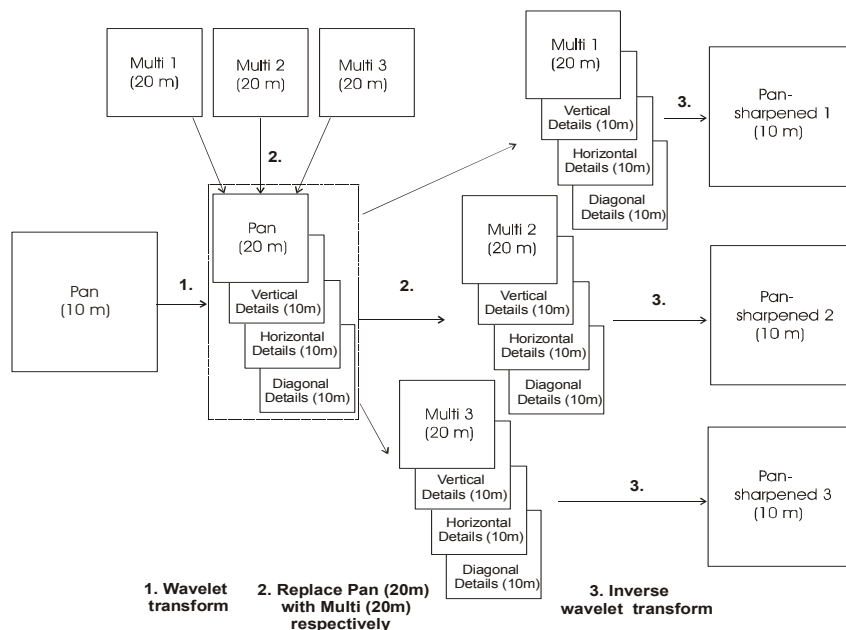 Multi 1
(20 m)
Multi 2
(20 m)
Multi 3
(20 m)
2.
Pan
(10 m)
1.
Pan
(20 m)
Vertical
Details (10m)
Horizontal
Details (10m)
Diagonal
Details (10m)
2.
Multi 1
(20 m)
Vertical
Details (10m)
Horizontal
Details (10m)
Diagonal
Details (10m)
3.
Pan-
sharpened 1
(10 m)
Multi 2
(20 m)
Vertical
Details (10m)
Horizontal
Details (10m)
Diagonal
Details (10m)
3.
Pan-
sharpened 2
(10 m)
Multi 3
(20 m)
Vertical
Details (10m)
Horizontal
Details (10m)
Diagonal
Details (10m)
3.
Pan-
sharpened 3
(10 m)
1. Wavelet
transform
2. Replace Pan (20m)
with Multi (20m)
respectively
3. Inverse
wavelet transform